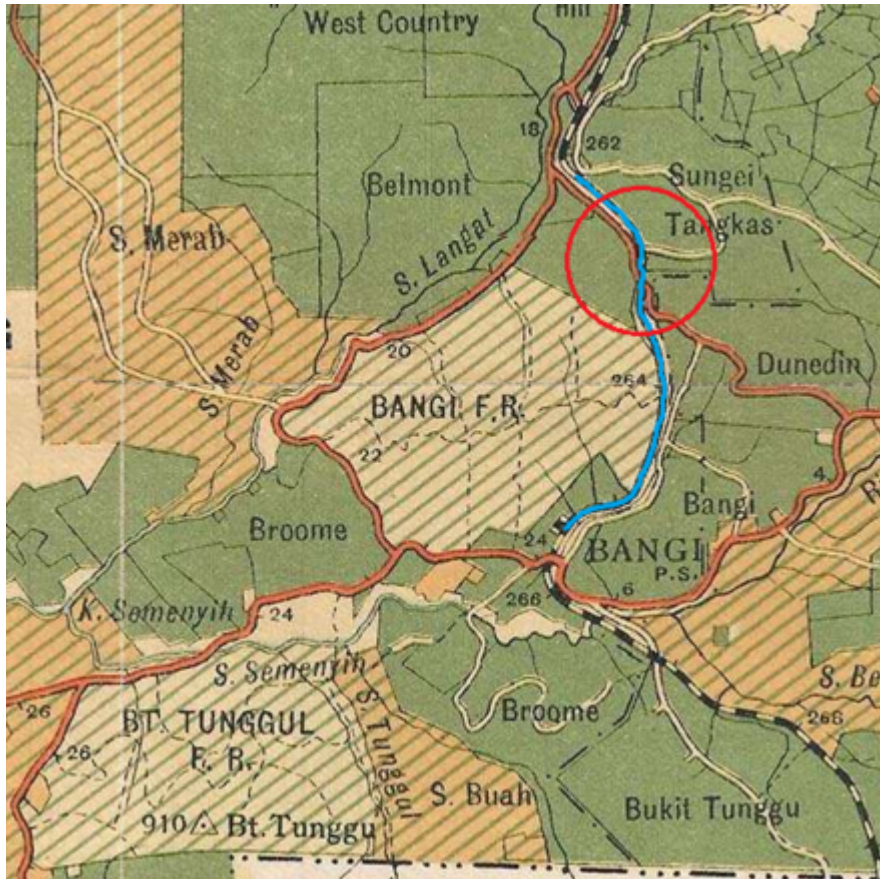 West Country
Hill
18
262
Belmont
Sungei
Tangkas
S. Merab
S. Langat
S. Merab
20
264
Dunedin
BANGI F.R.
22
4
Bangi
Broome
24
BANGI
P.S.
6
266
K. Semenyih
24
S. Semenyih
S. Be
26
BT. TUNGGUL
F. R.
S. Tunggul
Broome
268
26
S. Buah
Bukit Tunggu
910 Bt. Tunggu